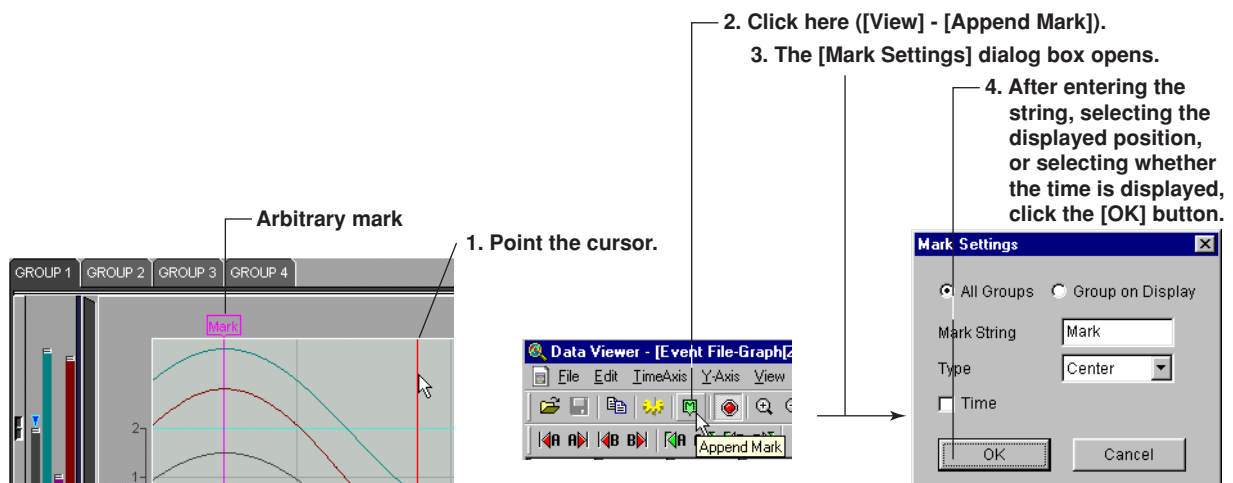 2. Click here ([View] - [Append Mark]).
3. The [Mark Settings] dialog box opens.
4. After entering the
string, selecting the
displayed position,
or selecting whether
the time is displayed,
click the [OK] button.
Arbitrary mark
1. Point the cursor.
GROUP 1 GROUP 2 GROUP 3 GROUP 4
Mark
2
1
Data Viewer - [Event File-Graph[
File Edit TimeAxis Y-Axis View
M
A A B B A
Append Mark
Mark Settings
All Groups Group on Display
Mark String Mark
Type Center
Time
OK Cancel